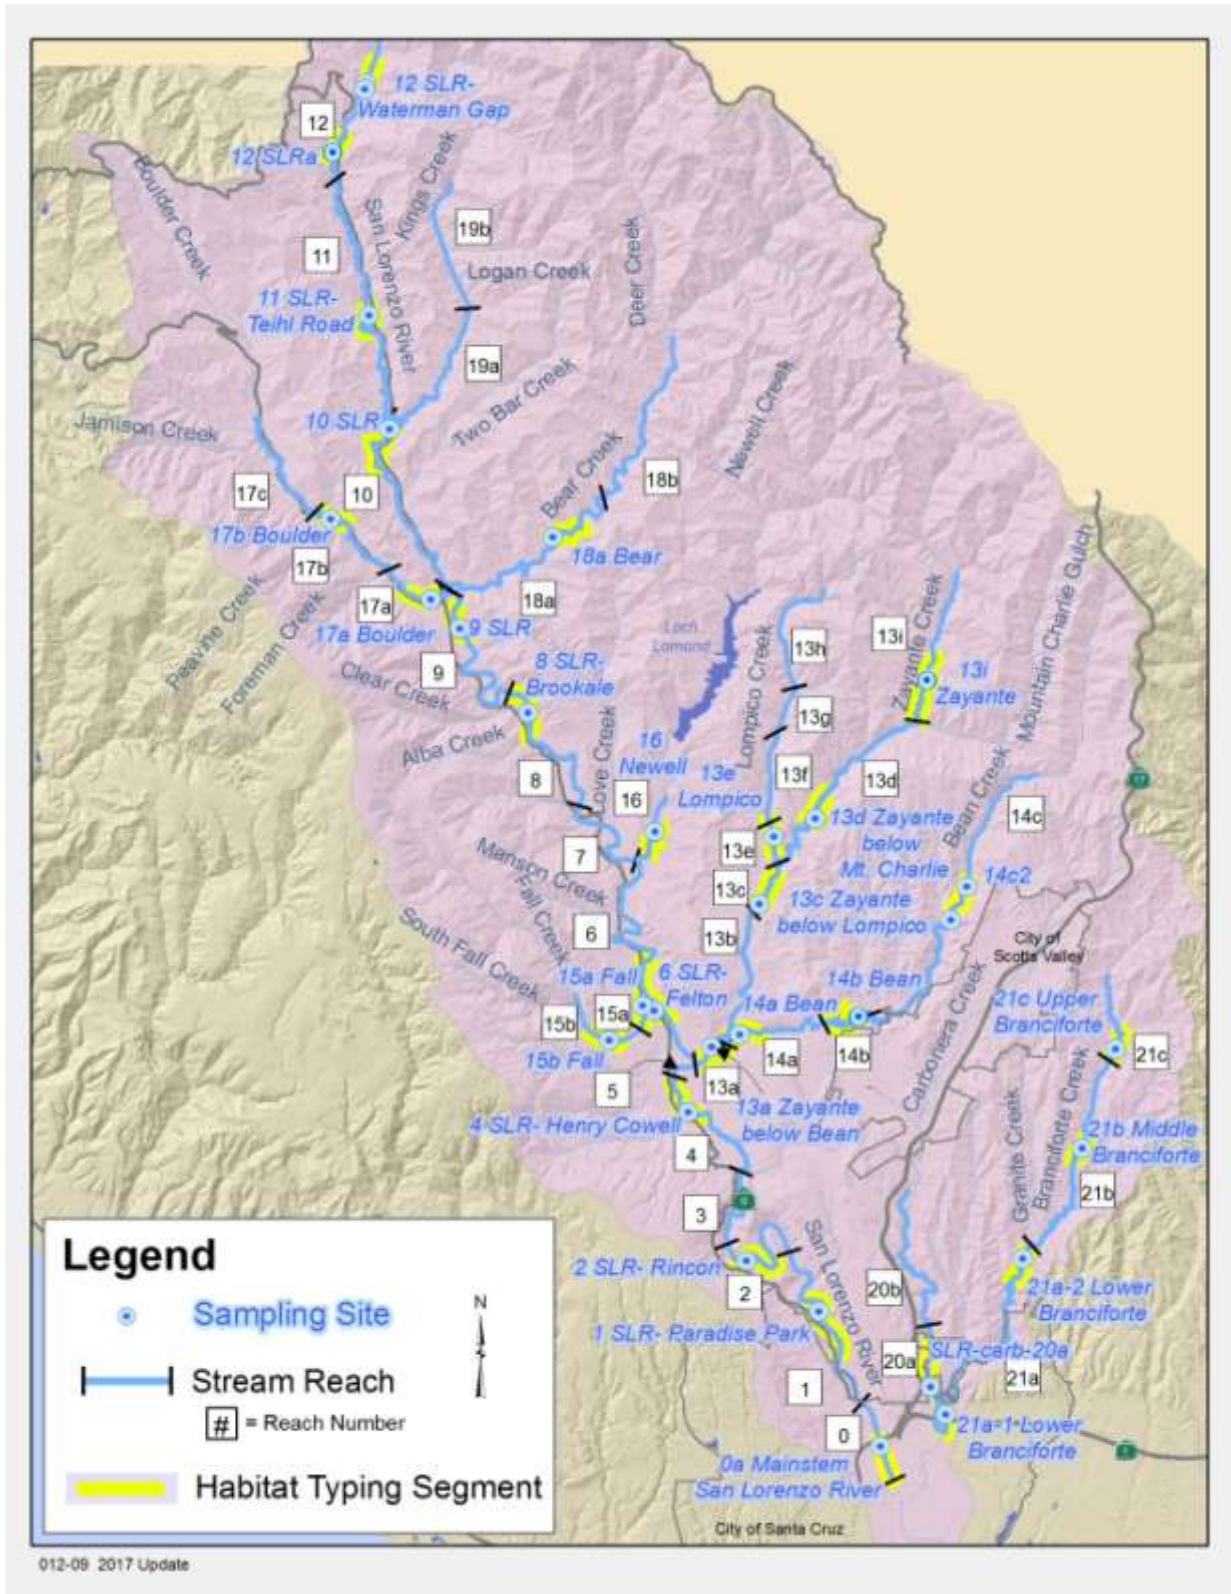 12 SLR-
Waterman Gap
12
12 SLRa
Boulder Creek
Kings Creek
San Lorenzo River
19b
11
Logan Creek
Deer Creek
11 SLR-
Teihl Road
19a
Two Bar Creek
Newell Creek
Jamison Creek
10 SLR
17c
10
Bear Creek
18b
17b Boulder
18a Bear
17b
17a
18a
17a Boulder
9 SLR
Peavine Creek
Foreman Creek
Clear Creek
9
8 SLR-
Brookale
Loch
Lomond
Lompico Creek
13h
13i
Zayante Creek
13i
Zayante
Mountain Charlie Gulch
13g
Alba Creek
Love Creek
16
Newell
13e
Lompico
13f
13d
8
16
Bean Creek
14c
17
13d Zayante
below
Mt. Charlie
7
13e
Manson Creek
Fall Creek
13c
14c2
13c Zayante
below Lompico
South Fall Creek
6
13b
City of
Scotts Valley
15a Fall
6 SLR-
Felton
14a Bean
14b Bean
Carbonera Creek
21c Upper
Branciforte
15b
15a
15b Fall
14a
14b
21c
5
13a
Granite Creek
Branciforte Creek
4 SLR- Henry Cowell
13a Zayante
below Bean
21b Middle
Branciforte
4
21b
9
3
San Lorenzo River
2 SLR- Rincon
2
20b
21a-2 Lower
Branciforte
1 SLR- Paradise Park
SLR-carb-20a
20a
21a
1
0
21a-1 Lower
Branciforte
1
0a Mainstem
San Lorenzo River
City of Santa Cruz
Legend
Sampling Site
N
S
Stream Reach
# = Reach Number
Habitat Typing Segment
012-09 2017 Update